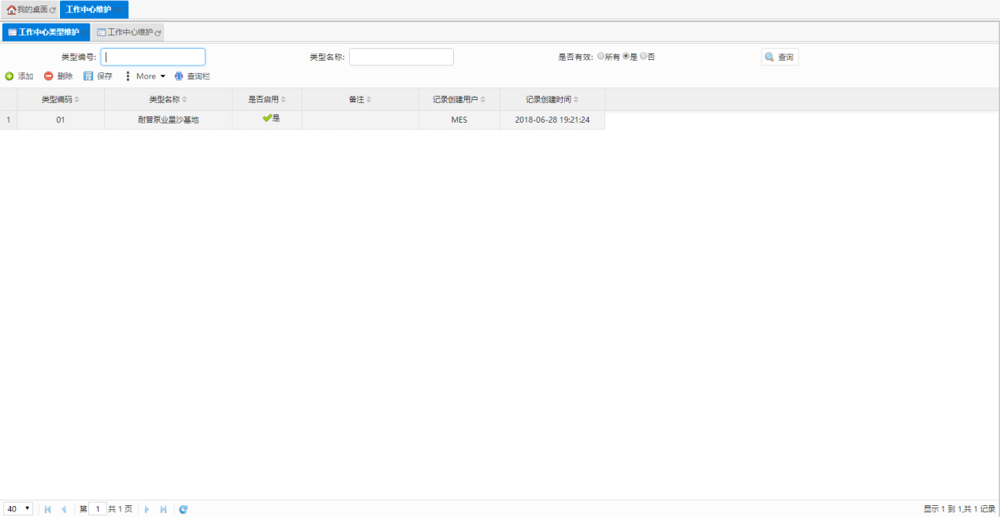 我的桌面 工作中心维护
工作中心类型维护 工作中心维护
类型编号: 类型名称: 是否有效: 所有 是 否 查询
添加 删除 保存 More 查询栏
类型编码 类型名称 是否启用 备注 记录创建用户 记录创建时间
1 01 耐普泵业星沙基地 是 MES 2018-06-28 19:21:24
40 第 1 共 1 页 显示 1 到 1,共 1 记录